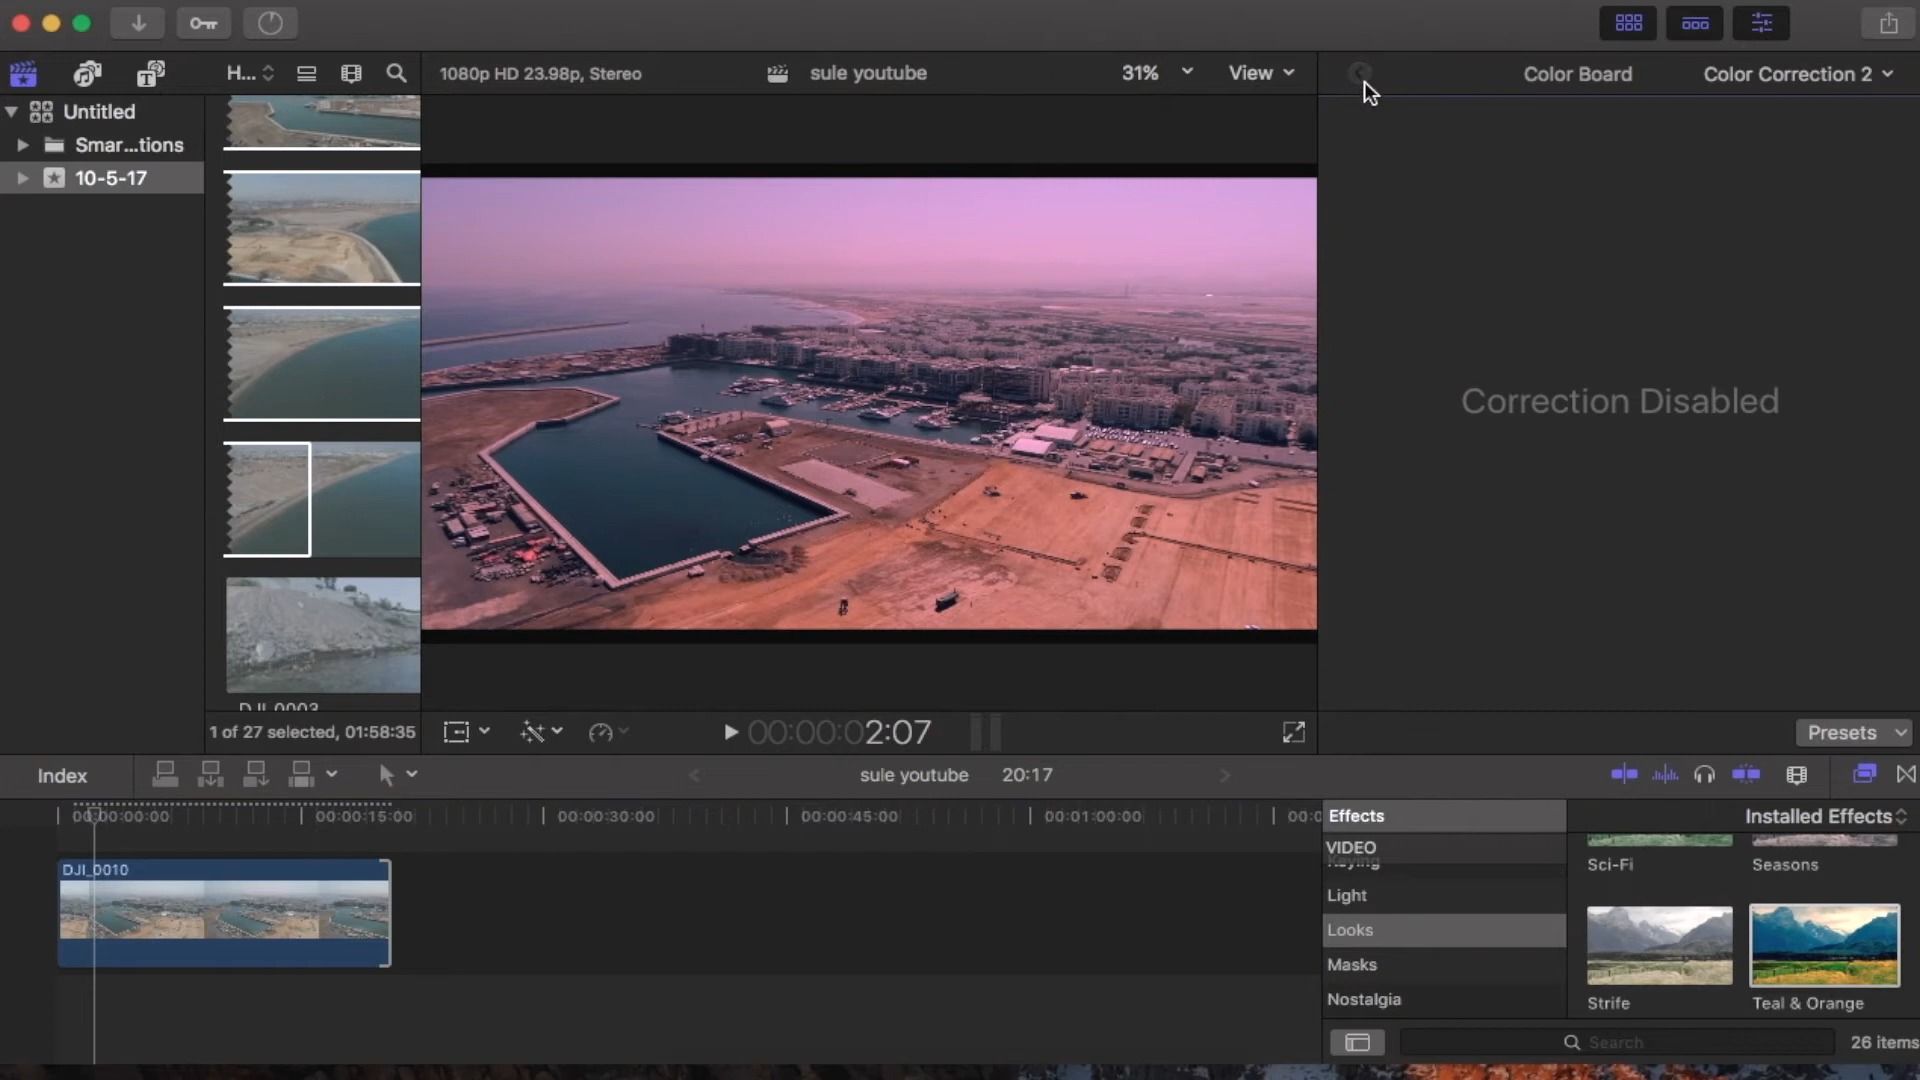 H...
1080p HD 23.98p, Stereo
sule youtube
31%
View
Color Board
Color Correction 2
Untitled
Smar...tions
10-5-17
Correction Disabled
DJI_0003
1 of 27 selected, 01:58:35
00:00:02:07
Presets
Index
sule youtube
20:17
00:00:00:00
00:00:15:00
00:00:30:00
00:00:45:00
00:01:00:00
00:0
DJI_0010
Effects
Installed Effects
VIDEO
Keying
Light
Looks
Masks
Nostalgia
Sci-Fi
Seasons
Strife
Teal & Orange
Search
26 items